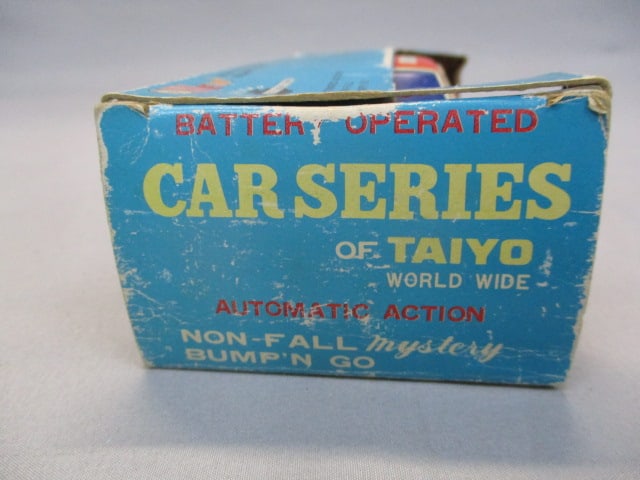 BATTERY OPERATED
CAR SERIES
OF TAIYO
WORLD WIDE
AUTOMATIC ACTION
NON-FALL mystery
BUMP'N GO